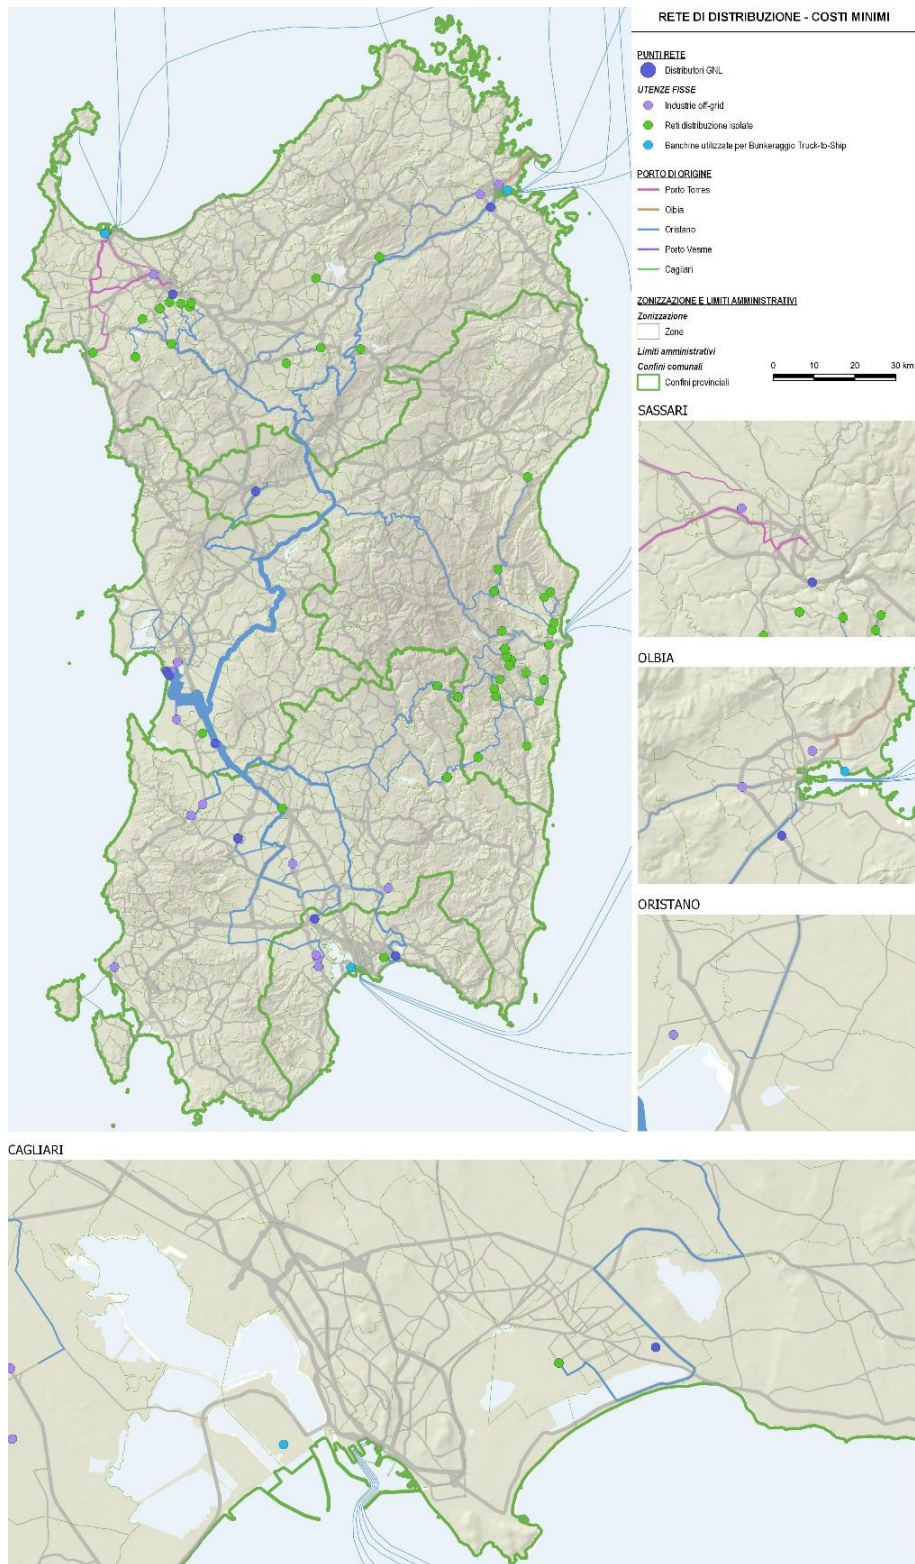 RETE DI DISTRIBUZIONE - COSTI MINIMI
PUNTI RETE
Distributori GNL
UTENZE FISSE
Industrie off-grid
Reti distribuzione isolate
Banchine utilizzate per Bunkeraggio Truck-to-Ship
PORTO DI ORIGINE
Porto Torres
Olbia
Oristano
Porto Vesme
Cagliari
ZONIZZAZIONE E LIMITI AMMINISTRATIVI
Zonizzazione
Zone
Limiti amministrativi
Confini comunali
Confini provinciali
0 10 20 30 km
SASSARI
OLBIA
ORISTANO
CAGLIARI